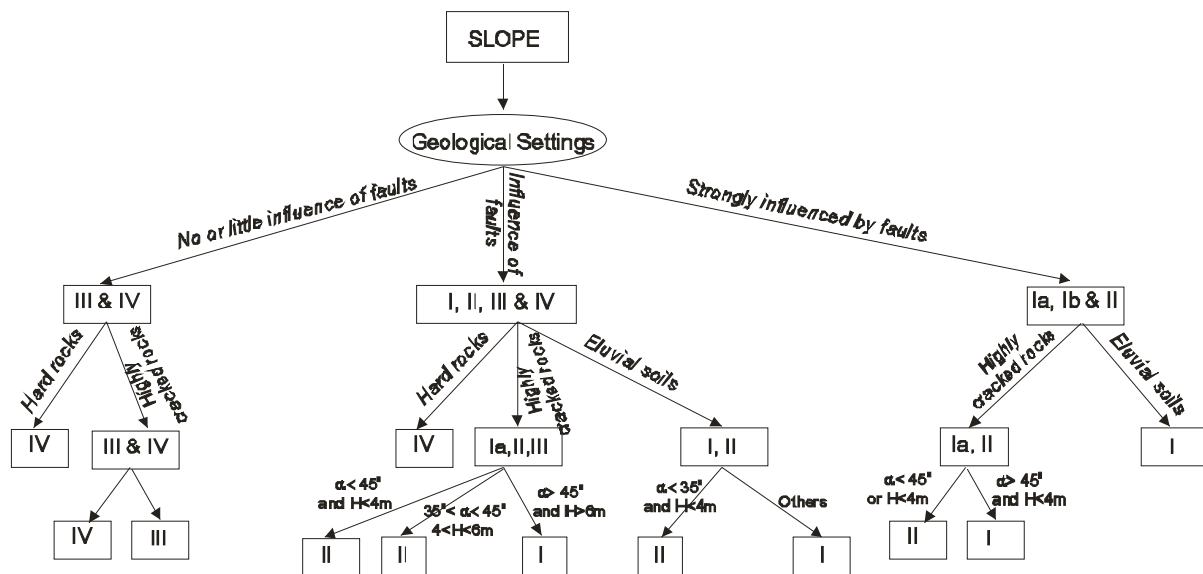 SLOPE
Geological Settings
No or little influence of faults
Influence of
faults
Strongly influenced by faults
III & IV
I, II, III & IV
Ia, Ib & II
Hard rocks
Highly
cracked rocks
Hard rocks
Highly
cracked rocks
Eluvial soils
Highly
cracked rocks
Eluvial soils
IV
III & IV
IV
Ia,II,III
I, II
Ia, II
I
α< 45°
and H<4m
35°< α< 45°
4<H<6m
α> 45°
and H>6m
α< 35°
and H<4m
Others
α< 45°
or H<4m
α> 45°
and H<4m
IV
III
II
II
I
II
I
II
I